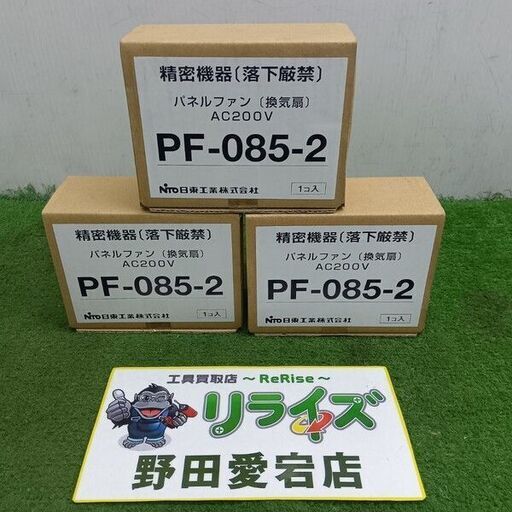 精密機器〔落下厳禁〕
パネルファン〔換気扇〕
AC200V
PF-085-2
NITO日東工業株式会社
1コ入
精密機器〔落下厳禁〕
パネルファン〔換気扇〕
AC200V
PF-085-2
NITO日東工業株式会社
1コ入
精密機器〔落下厳禁〕
パネルファン〔換気扇〕
AC200V
PF-085-2
NITO日東工業株式会社
1コ入
工具買取店 ～ReRise～
リライズ
野田愛宕店